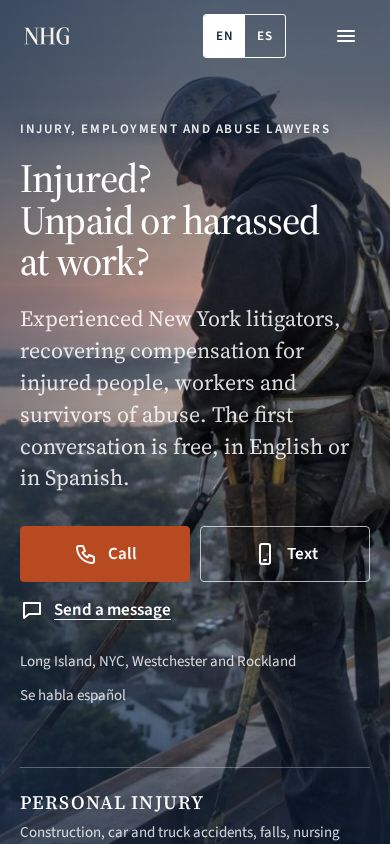 NHG
EN ES
INJURY, EMPLOYMENT AND ABUSE LAWYERS
Injured?
Unpaid or harassed
at work?
Experienced New York litigators,
recovering compensation for
injured people, workers and
survivors of abuse. The first
conversation is free, in English or
in Spanish.
Call
Text
Send a message
Long Island, NYC, Westchester and Rockland
Se habla español
PERSONAL INJURY
Construction, car and truck accidents, falls, nursing